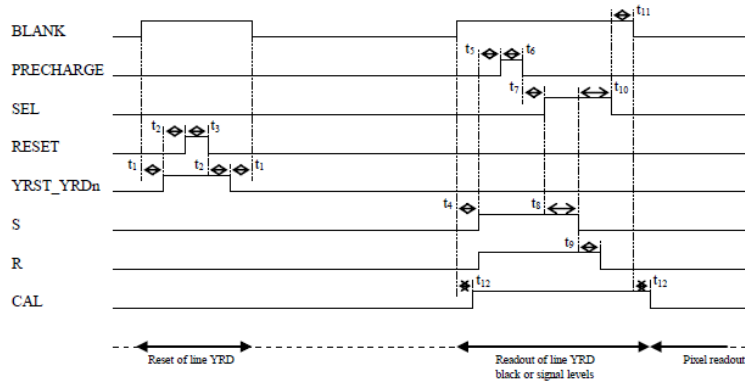 BLANK
t11
t5 t6
PRECHARGE
t7 t10
SEL
t2 t3
RESET
t1 t2 t1
YRST_YRDn
t4 t8
S
t9
R
t12 t12
CAL
Reset of line YRD
Readout of line YRD
black or signal levels
Pixel readout